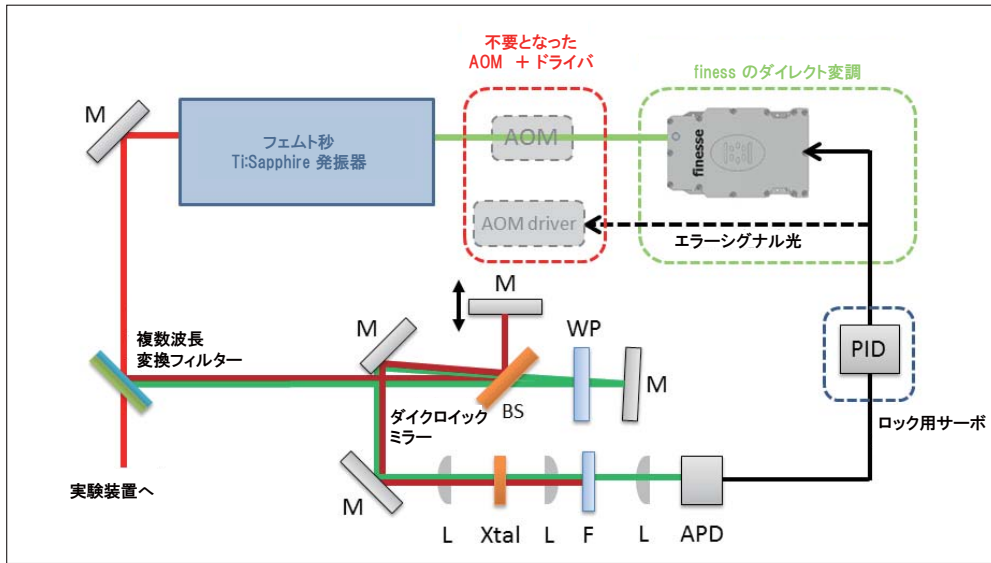 不要となった
AOM + ドライバ
finess のダイレクト変調
M
フェムト秒
Ti:Sapphire 発振器
AOM
finesse
AOM driver
エラーシグナル光
M
複数波長
変換フィルター
M
WP
PID
M
BS
ダイクロイック
ミラー
ロック用サーボ
実験装置へ
M
L
Xtal
L
F
L
APD